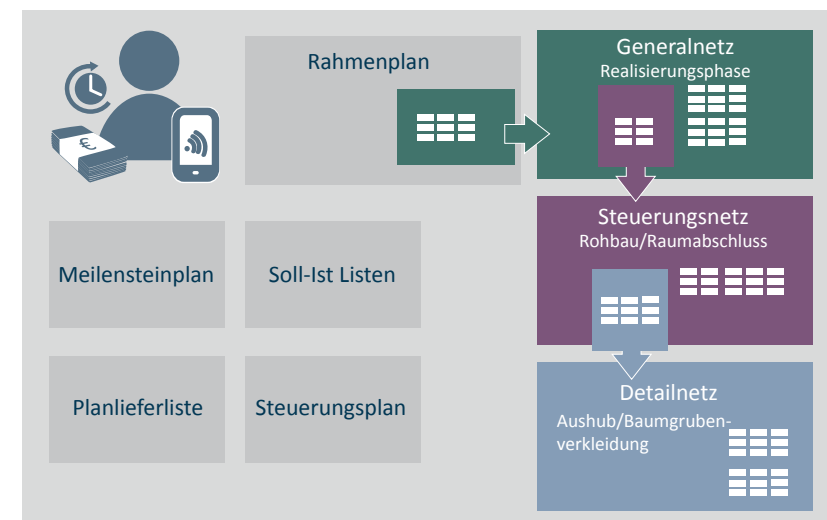 Rahmenplan
Generalnetz
Realisierungsphase
Steuerungsnetz
Rohbau/Raumabschluss
Meilensteinplan
Soll-Ist Listen
Detailnetz
Aushub/Baumgruben-
verkleidung
Planlieferliste
Steuerungsplan